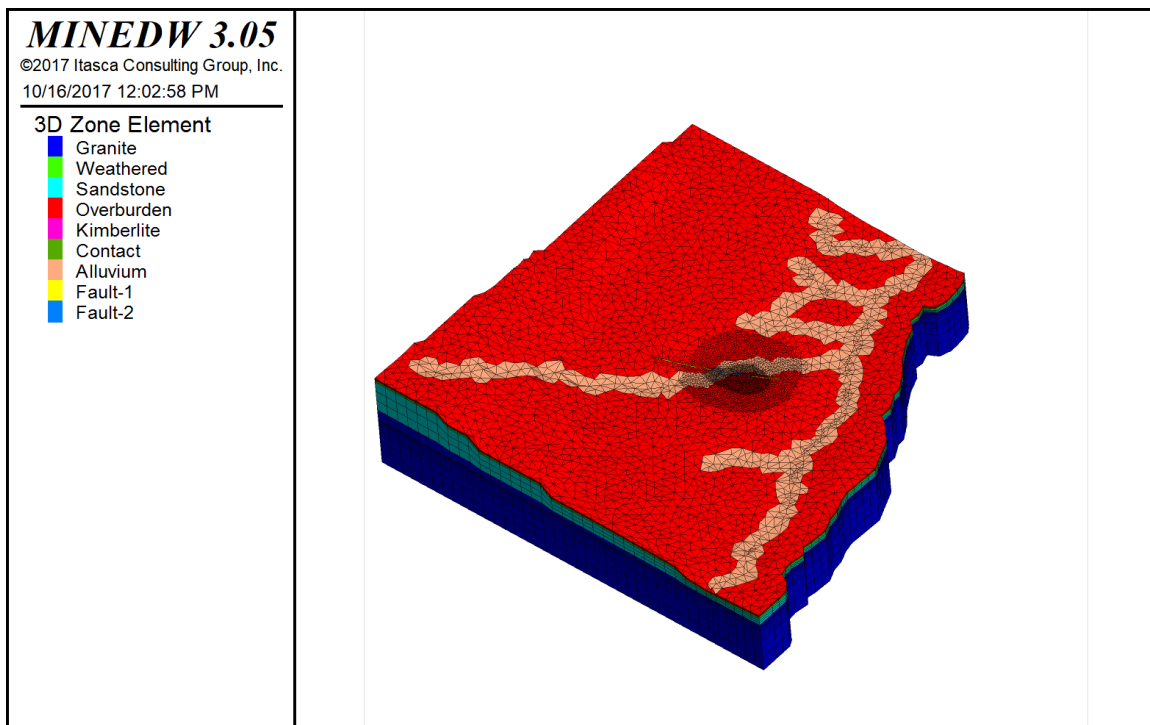 MINEDW 3.05
©2017 Itasca Consulting Group, Inc.
10/16/2017 12:02:58 PM
3D Zone Element
Granite
Weathered
Sandstone
Overburden
Kimberlite
Contact
Alluvium
Fault-1
Fault-2